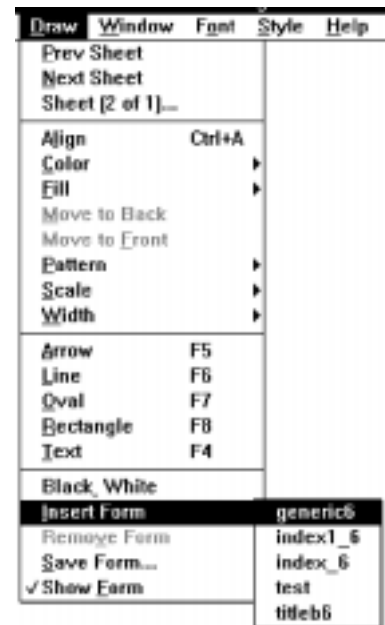 Draw Window Font Style Help
Prev Sheet
Next Sheet
Sheet (2 of 1)...
Align Ctrl+A
Color
Fill
Move to Back
Move to Front
Pattern
Scale
Width
Arrow F5
Line F6
Oval F7
Rectangle F8
Text F4
Black, White
Insert Form generic6
Remove Form index1_6
Save Form... index_6
✓Show Form test
titleb6